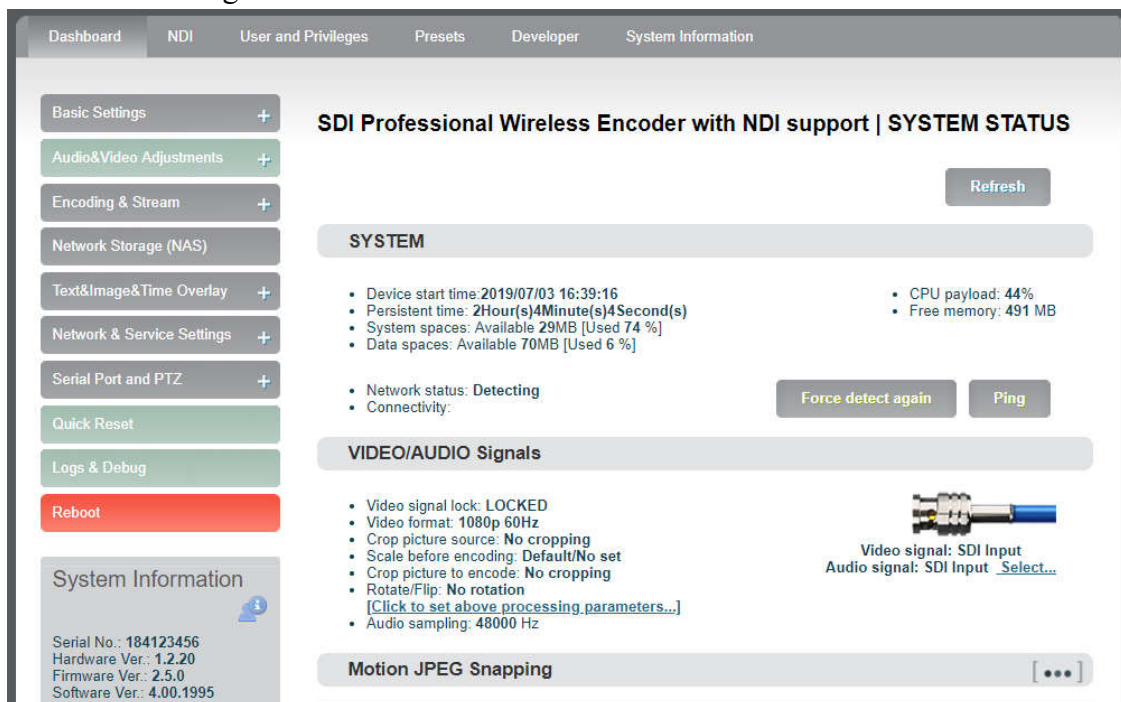 Dashboard NDI User and Privileges Presets Developer System Information
Basic Settings +
Audio&Video Adjustments +
Encoding & Stream +
Network Storage (NAS)
Text&Image&Time Overlay +
Network & Service Settings +
Serial Port and PTZ +
Quick Reset
Logs & Debug
Reboot
System Information
Serial No.: 184123456
Hardware Ver.: 1.2.20
Firmware Ver.: 2.5.0
Software Ver.: 4.00.1995
SDI Professional Wireless Encoder with NDI support | SYSTEM STATUS
Refresh
SYSTEM
• Device start time:2019/07/03 16:39:16
• Persistent time: 2Hour(s)4Minute(s)4Second(s)
• System spaces: Available 29MB [Used 74 %]
• Data spaces: Available 70MB [Used 6 %]
• CPU payload: 44%
• Free memory: 491 MB
• Network status: Detecting
• Connectivity:
Force detect again Ping
VIDEO/AUDIO Signals
• Video signal lock: LOCKED
• Video format: 1080p 60Hz
• Crop picture source: No cropping
• Scale before encoding: Default/No set
• Crop picture to encode: No cropping
• Rotate/Flip: No rotation
[Click to set above processing parameters...]
• Audio sampling: 48000 Hz
Video signal: SDI Input
Audio signal: SDI Input Select...
Motion JPEG Snapping [•••]